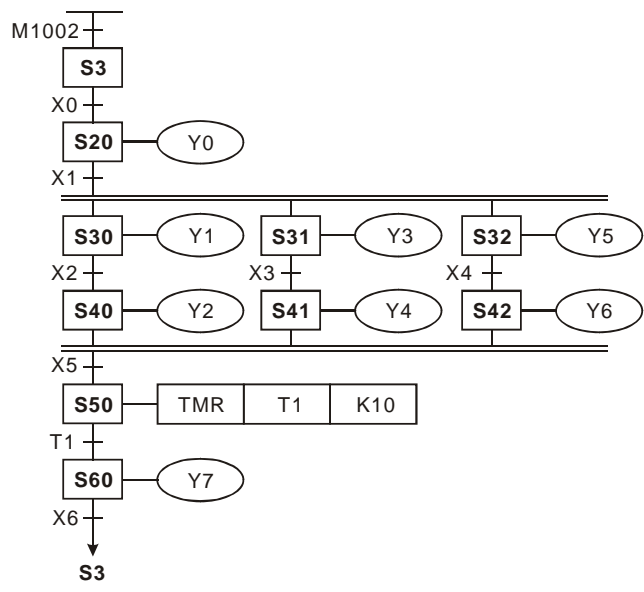 M1002
S3
X0
S20 Y0
X1
S30 Y1 S31 Y3 S32 Y5
X2 X3 X4
S40 Y2 S41 Y4 S42 Y6
X5
S50 TMR T1 K10
T1
S60 Y7
X6
S3